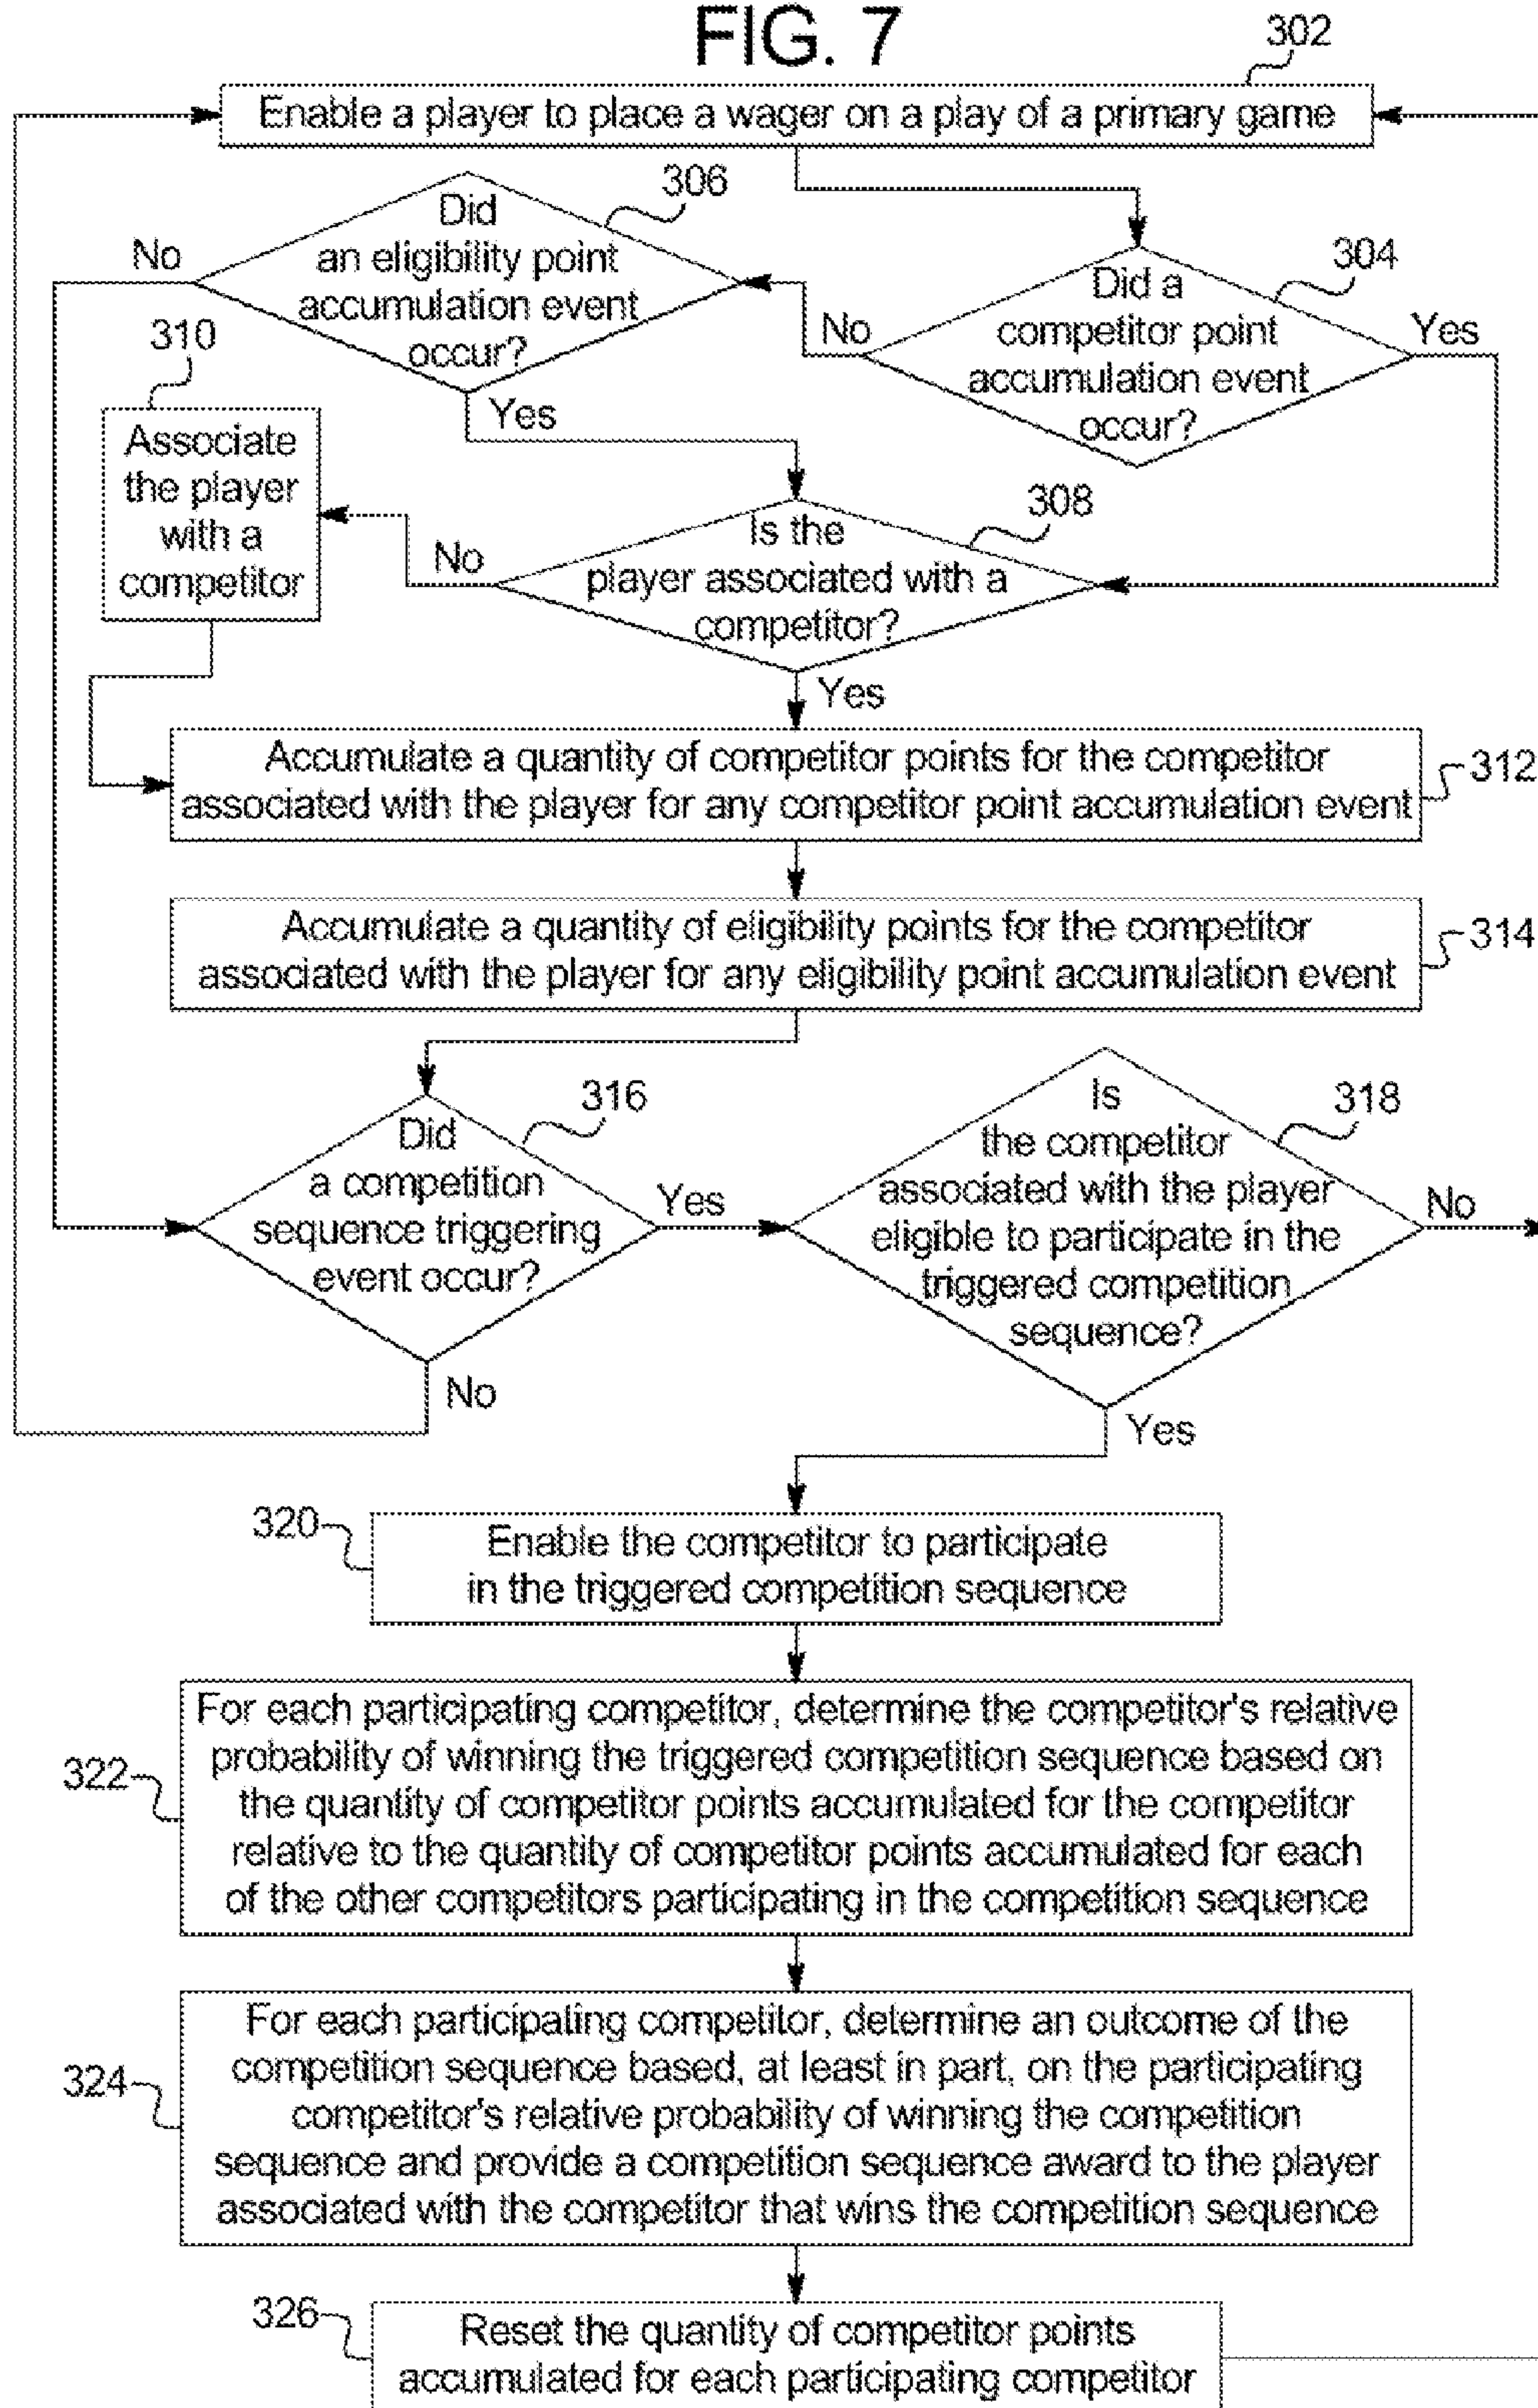 FIG. 7
302
Enable a player to place a wager on a play of a primary game
306
Did
an eligibility point
accumulation event
occur?
No
Yes
304
Did a
competitor point
accumulation event
occur?
No
Yes
310
Associate
the player
with a
competitor
308
Is the
player associated with a
competitor?
No
Yes
Accumulate a quantity of competitor points for the competitor
associated with the player for any competitor point accumulation event
312
Accumulate a quantity of eligibility points for the competitor
associated with the player for any eligibility point accumulation event
314
316
Did
a competition
sequence triggering
event occur?
Yes
No
318
Is
the competitor
associated with the player
eligible to participate in the
triggered competition
sequence?
No
Yes
320
Enable the competitor to participate
in the triggered competition sequence
322
For each participating competitor, determine the competitor's relative
probability of winning the triggered competition sequence based on
the quantity of competitor points accumulated for the competitor
relative to the quantity of competitor points accumulated for each
of the other competitors participating in the competition sequence
324
For each participating competitor, determine an outcome of the
competition sequence based, at least in part, on the participating
competitor's relative probability of winning the competition
sequence and provide a competition sequence award to the player
associated with the competitor that wins the competition sequence
326
Reset the quantity of competitor points
accumulated for each participating competitor